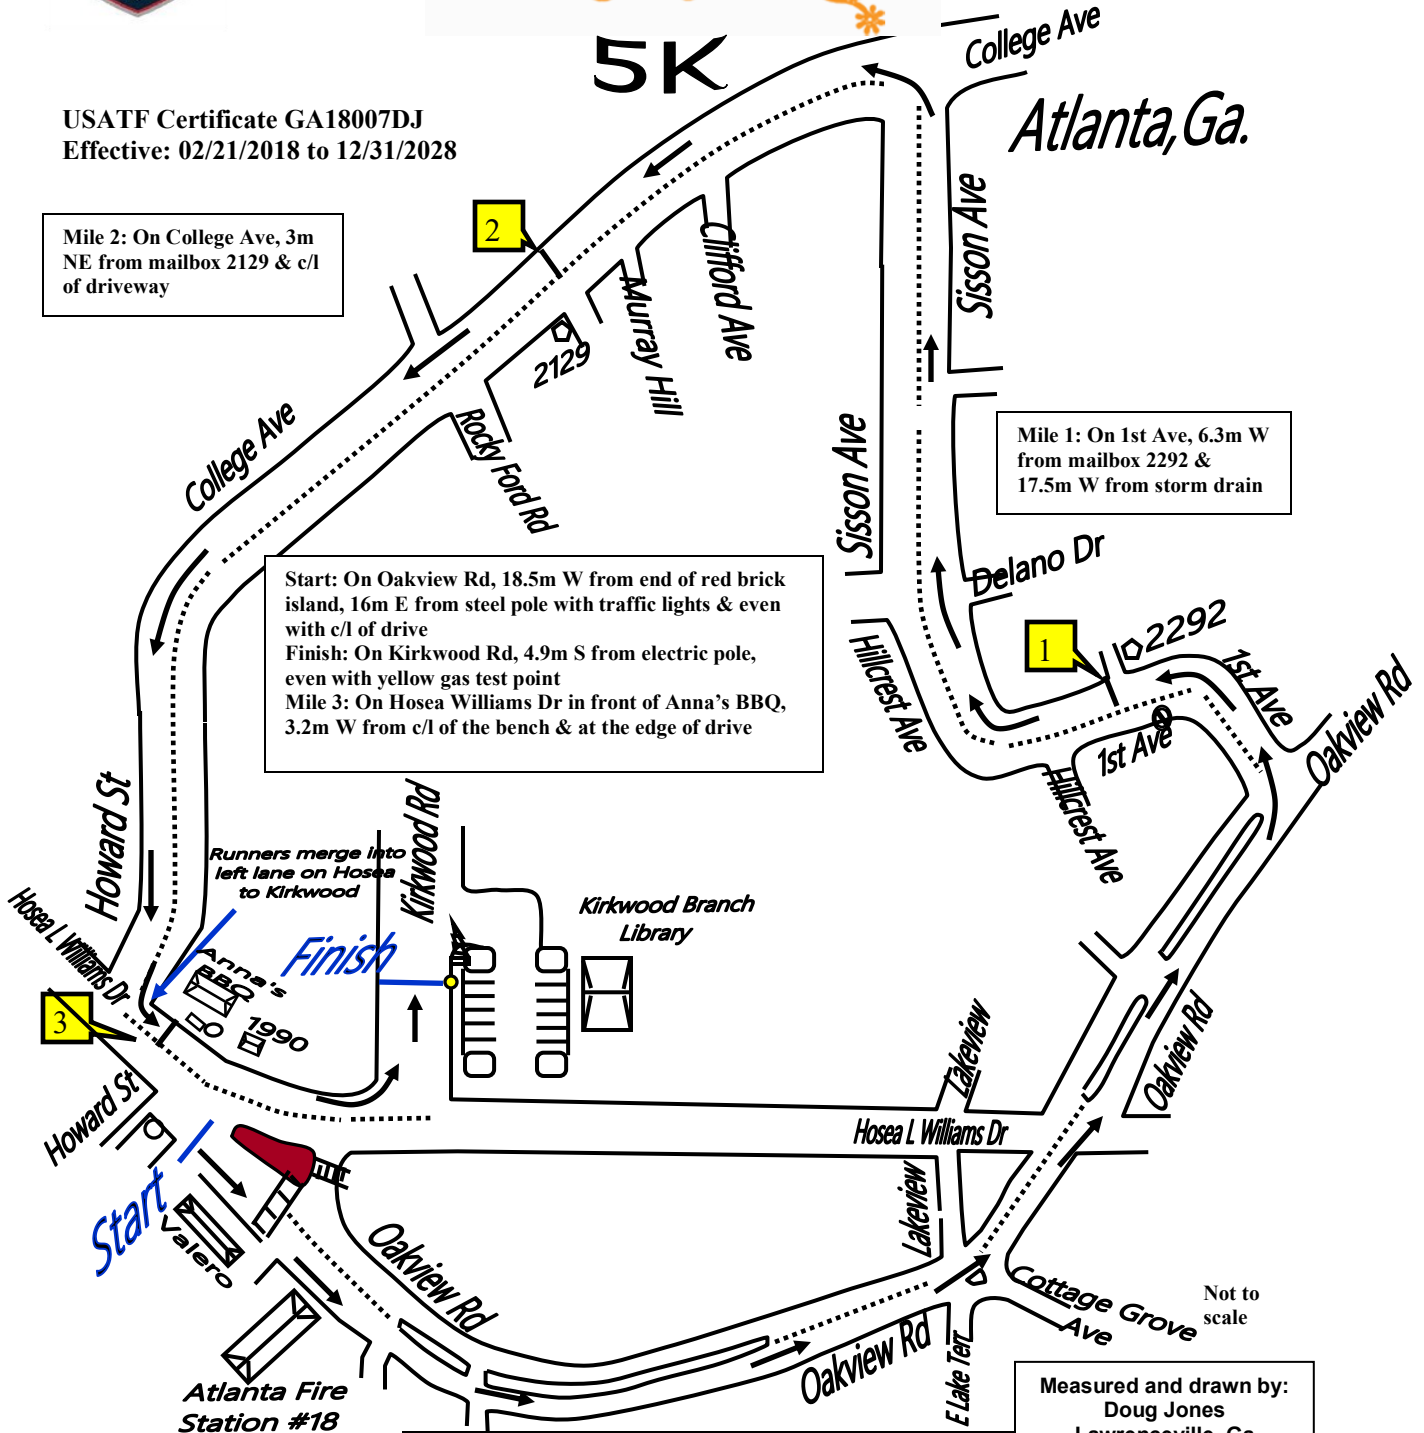 5K
College Ave
Atlanta,Ga.
USATF Certificate GA18007DJ
Effective: 02/21/2018 to 12/31/2028
Mile 2: On College Ave, 3m
NE from mailbox 2129 & c/l
of driveway
2
Clifford Ave
Murray Hill
2129
Rocky Ford Rd
College Ave
Sisson Ave
Sisson Ave
Mile 1: On 1st Ave, 6.3m W
from mailbox 2292 &
17.5m W from storm drain
Delano Dr
1
2292
1st Ave
Oakview Rd
Hillcrest Ave
1st Ave
Hillcrest Ave
Start: On Oakview Rd, 18.5m W from end of red brick
island, 16m E from steel pole with traffic lights & even
with c/l of drive
Finish: On Kirkwood Rd, 4.9m S from electric pole,
even with yellow gas test point
Mile 3: On Hosea Williams Dr in front of Anna's BBQ,
3.2m W from c/l of the bench & at the edge of drive
Howard St
Runners merge into
left lane on Hosea
to Kirkwood
Kirkwood Rd
Kirkwood Branch
Library
Hosea L Williams Dr
Anna's
BBQ
Finish
1990
3
Howard St
Start
Valero
Lakeview
Oakview Rd
Hosea L Williams Dr
Lakeview
Oakview Rd
Cottage Grove
Ave
Not to
scale
Oakview Rd
E Lake Terr
Atlanta Fire
Station #18
Measured and drawn by:
Doug Jones
Lawrenceville, Ga